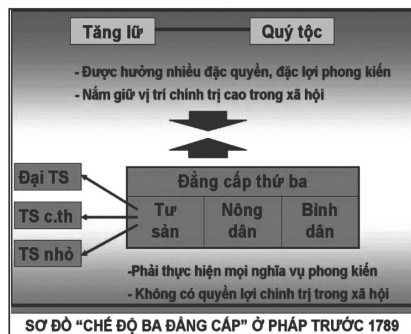 Tăng lữ Quý tộc
- Được hưởng nhiều đặc quyền, đặc lợi phong kiến
- Nắm giữ vị trí chính trị cao trong xã hội
Đại TS
TS c.th
TS nhỏ
Đẳng cấp thứ ba
Tư sản
Nông dân
Bình dân
-Phải thực hiện mọi nghĩa vụ phong kiến
- Không có quyền lợi chính trị trong xã hội
SƠ ĐỒ “CHẾ ĐỘ BA ĐẲNG CẤP” Ở PHÁP TRƯỚC 1789